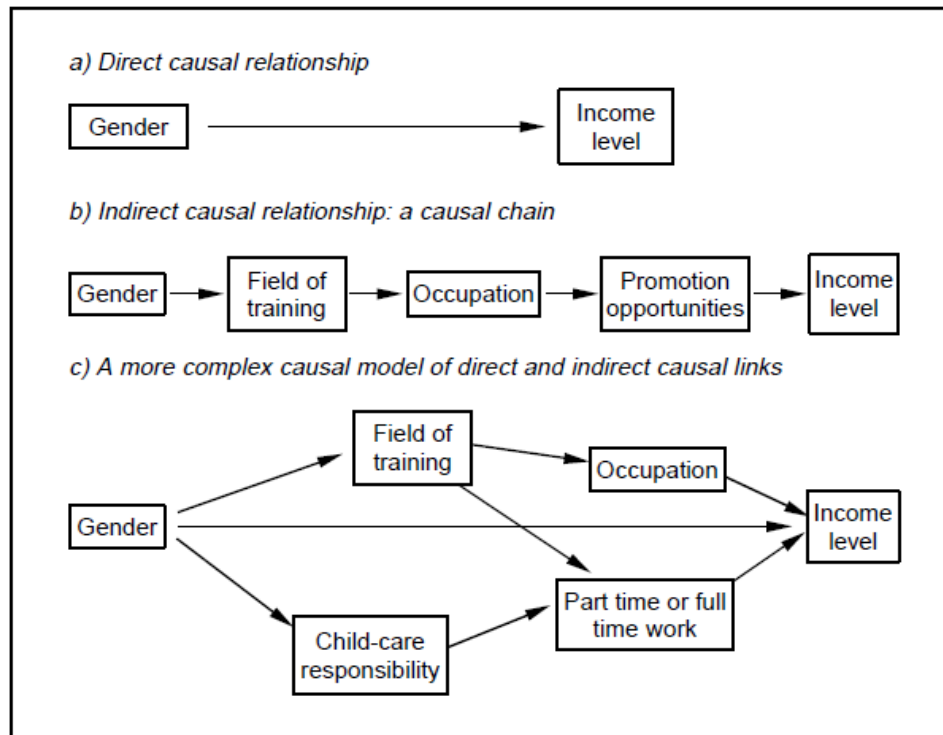 a) Direct causal relationship
Gender
Income
level
b) Indirect causal relationship: a causal chain
Gender
Field of
training
Occupation
Promotion
opportunities
Income
level
c) A more complex causal model of direct and indirect causal links
Field of
training
Occupation
Gender
Income
level
Part time or full
time work
Child-care
responsibility